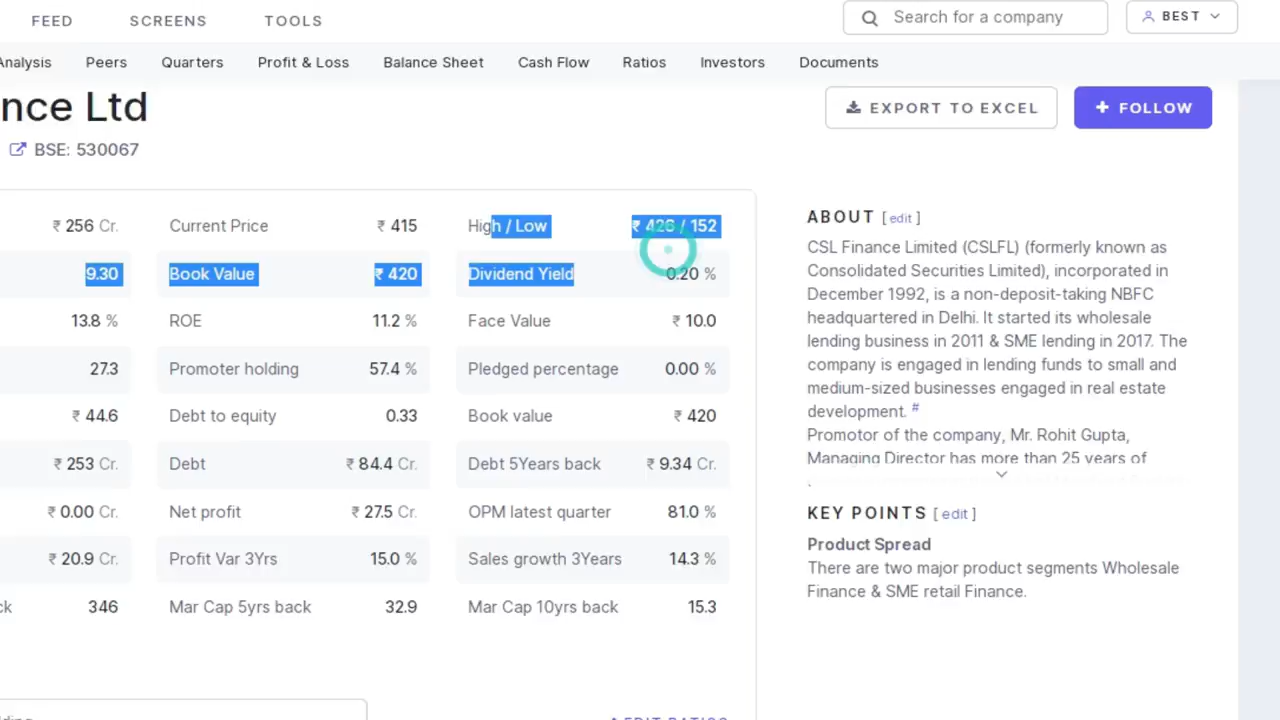 FEED SCREENS TOOLS Search for a company BEST
Analysis Peers Quarters Profit & Loss Balance Sheet Cash Flow Ratios Investors Documents
nce Ltd EXPORT TO EXCEL FOLLOW
BSE: 530067
₹ 256 Cr. Current Price ₹ 415 High / Low ₹ 426 / 152
9.30 Book Value ₹ 420 Dividend Yield 0.20 %
13.8 % ROE 11.2 % Face Value ₹ 10.0
27.3 Promoter holding 57.4 % Pledged percentage 0.00 %
₹ 44.6 Debt to equity 0.33 Book value ₹ 420
₹ 253 Cr. Debt ₹ 84.4 Cr. Debt 5Years back ₹ 9.34 Cr.
₹ 0.00 Cr. Net profit ₹ 27.5 Cr. OPM latest quarter 81.0 %
₹ 20.9 Cr. Profit Var 3Yrs 15.0 % Sales growth 3Years 14.3 %
ck 346 Mar Cap 5yrs back 32.9 Mar Cap 10yrs back 15.3
ABOUT [ edit ]
CSL Finance Limited (CSLFL) (formerly known as
Consolidated Securities Limited), incorporated in
December 1992, is a non-deposit-taking NBFC
headquartered in Delhi. It started its wholesale
lending business in 2011 & SME lending in 2017. The
company is engaged in lending funds to small and
medium-sized businesses engaged in real estate
development. #
Promotor of the company, Mr. Rohit Gupta,
Managing Director has more than 25 years of
KEY POINTS [ edit ]
Product Spread
There are two major product segments Wholesale
Finance & SME retail Finance.
EDIT RATIOS